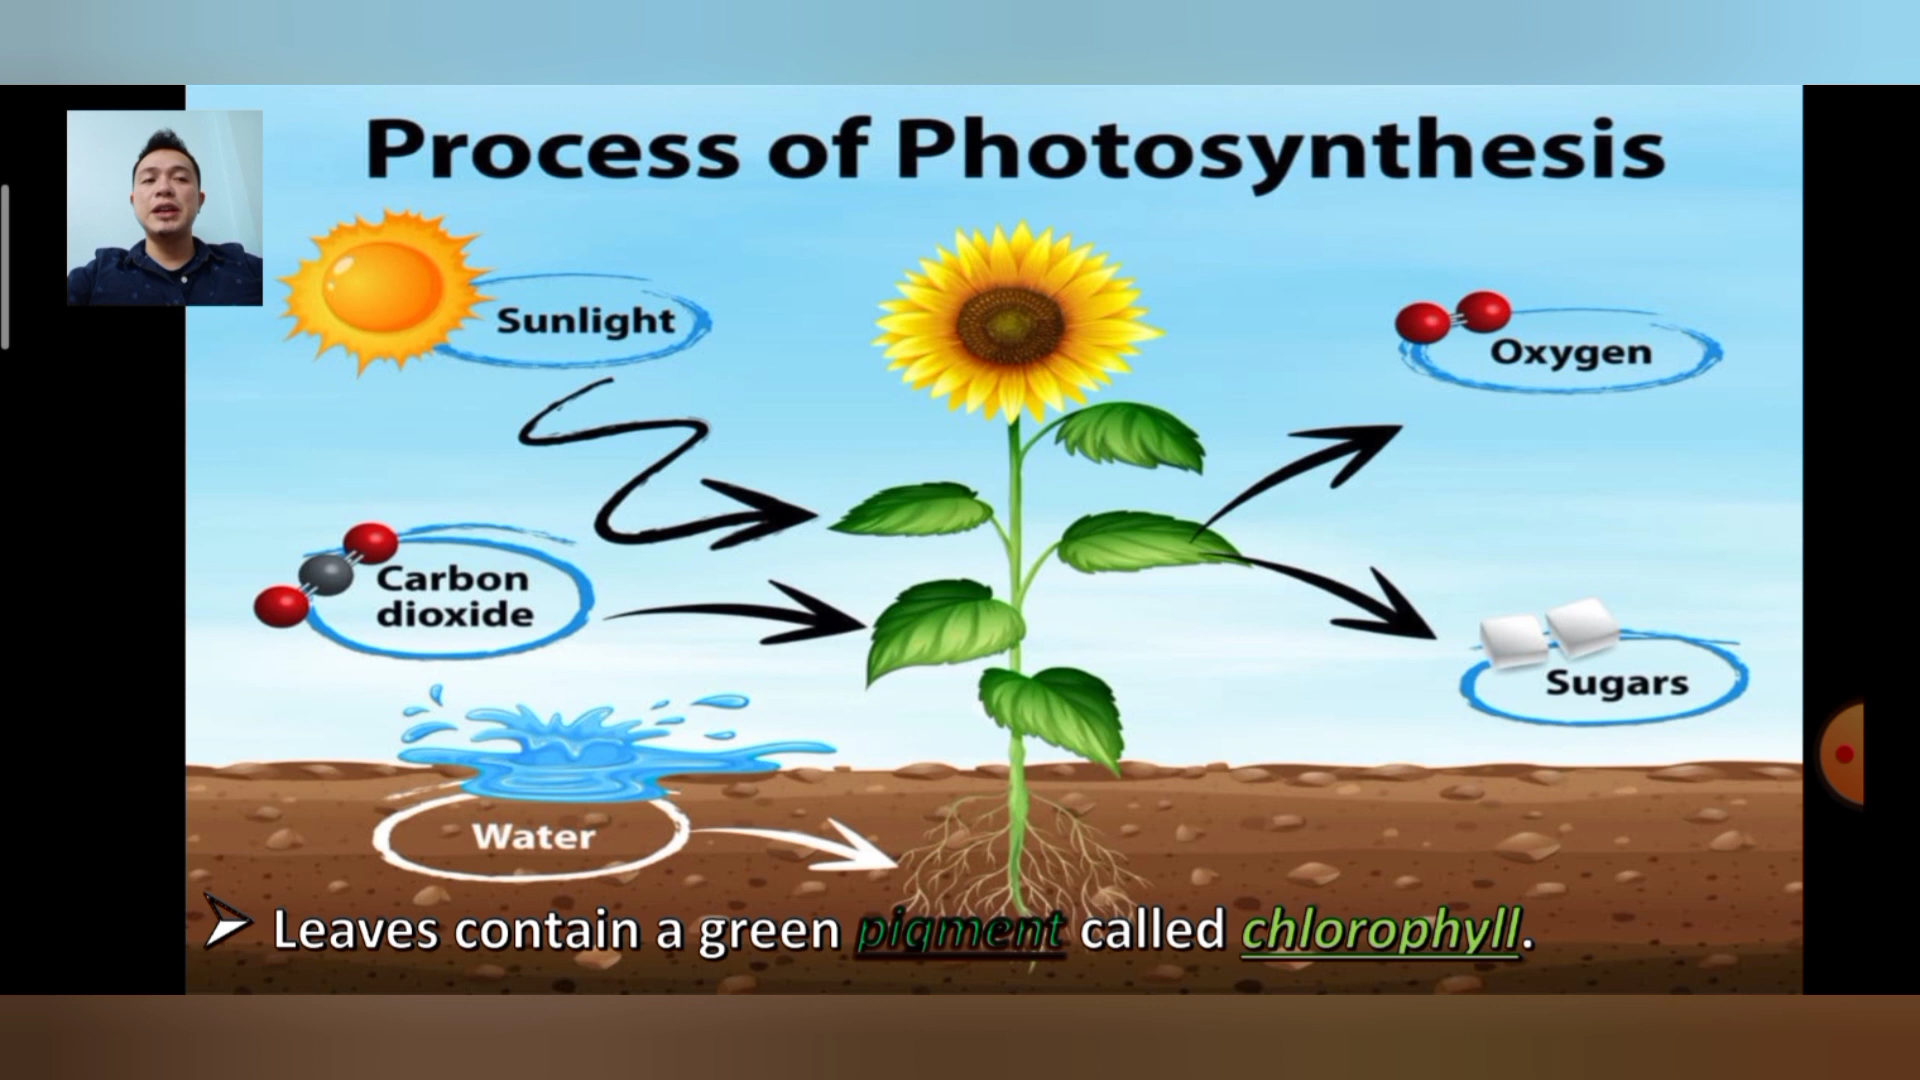 Process of Photosynthesis
Sunlight
Oxygen
Carbon
dioxide
Sugars
Water
Leaves contain a green pigment called chlorophyll.